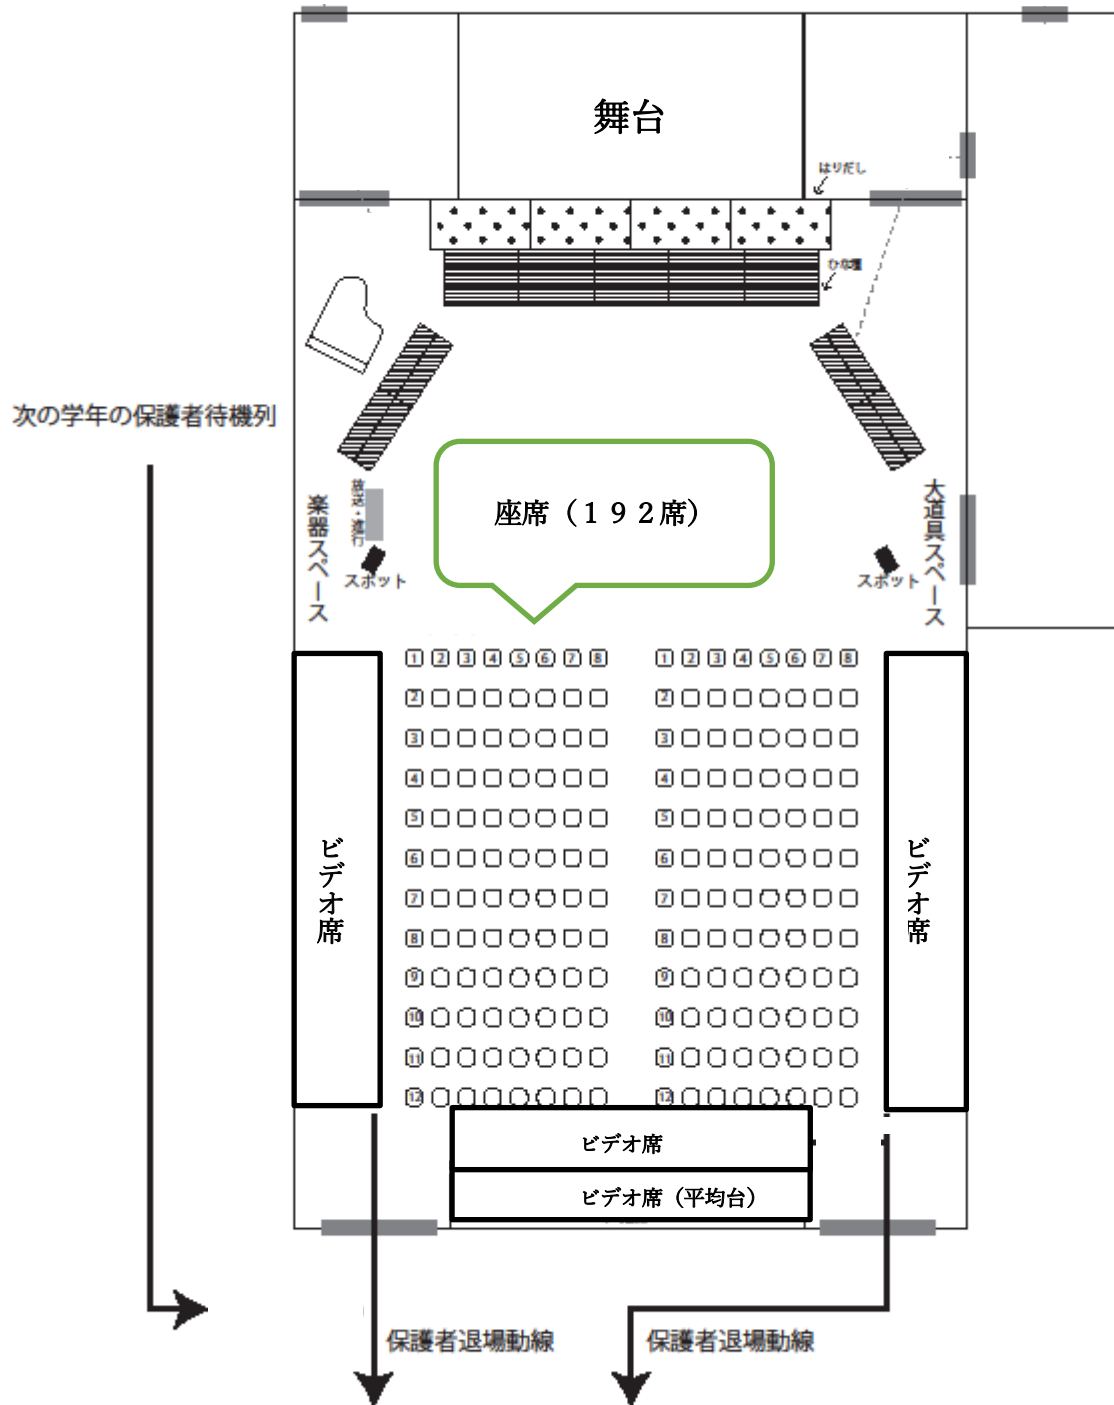 舞台
はりだし
ひな壇
次の学年の保護者待機列
放送・進行
楽器スペース
大道具スペース
座席（１９２席）
スポット
スポット
1 2 3 4 5 6 7 8 1 2 3 4 5 6 7 8
2 2
3 3
4 4
5 5
6 6
7 7
8 8
9 9
10 10
11 11
12 12
ビデオ席
ビデオ席
ビデオ席
ビデオ席（平均台）
保護者退場動線
保護者退場動線